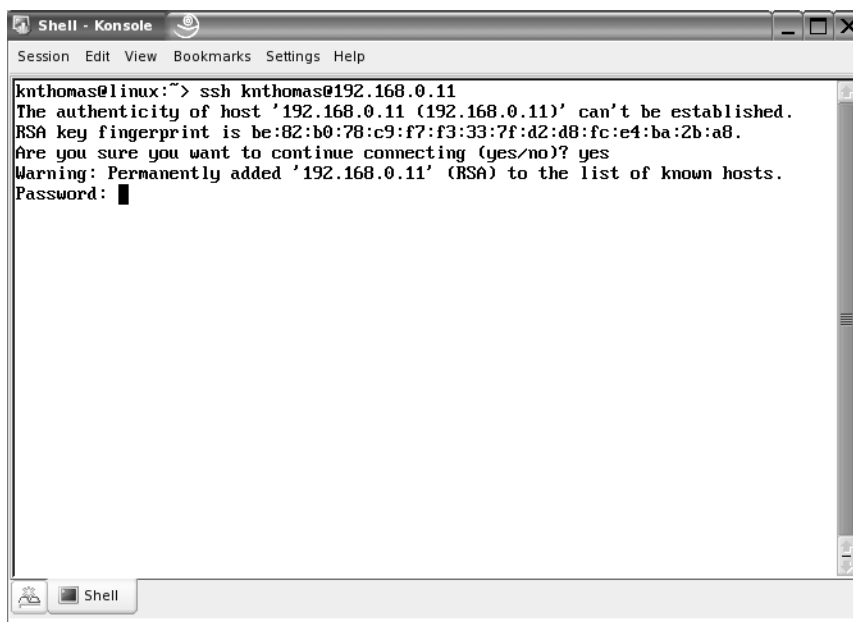 Shell - Konsole
Session Edit View Bookmarks Settings Help
knthomas@linux:~> ssh knthomas@192.168.0.11
The authenticity of host '192.168.0.11 (192.168.0.11)' can't be established.
RSA key fingerprint is be:82:b0:78:c9:f7:f3:33:7f:d2:d8:fc:e4:ba:2b:a8.
Are you sure you want to continue connecting (yes/no)? yes
Warning: Permanently added '192.168.0.11' (RSA) to the list of known hosts.
Password:
Shell